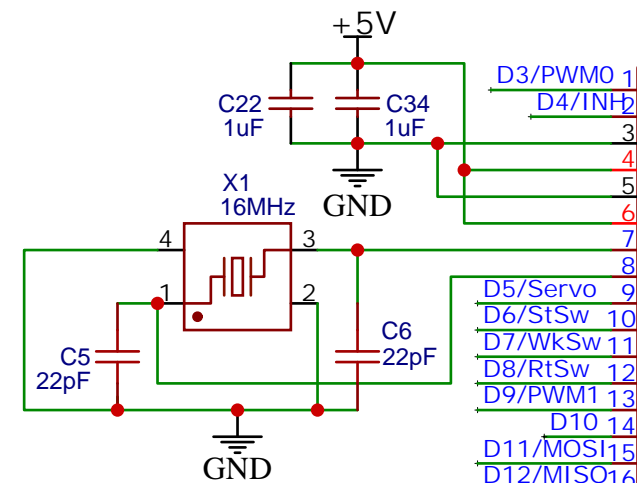 +5V
D3/PWM0 1
D4/INH 2
C22
1uF
C34
1uF
3
4
5
6
GND
X1
16MHz
4
3
7
8
1
2
D5/Servo 9
D6/StSw 10
C5
22pF
C6
22pF
D7/WkSw 11
D8/RtSw 12
D9/PWM1 13
D10 14
D11/MOSI 15
D12/MISO 16
GND